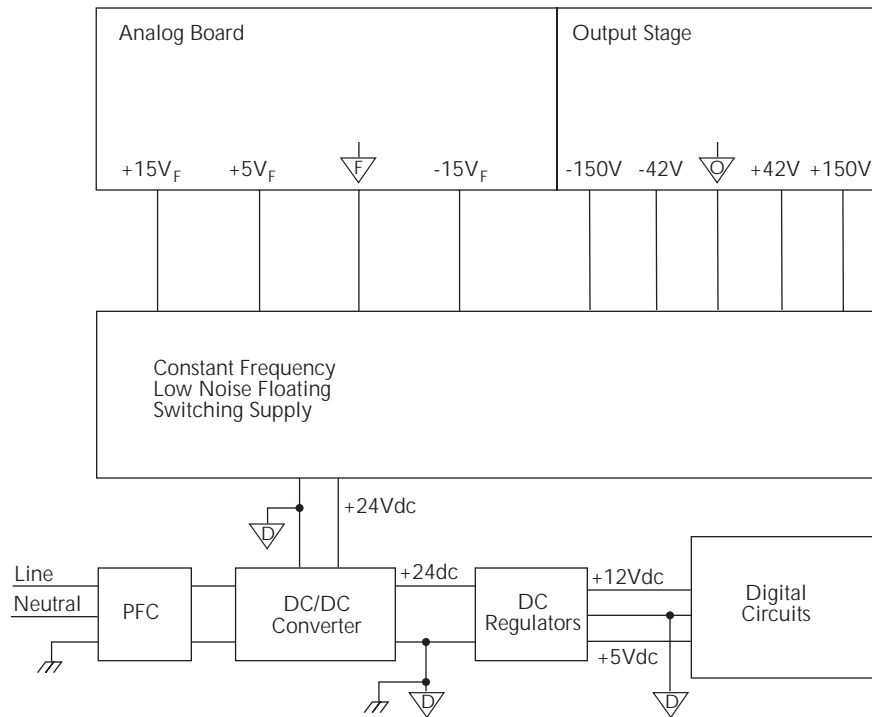 Analog Board
Output Stage
+15VF
+5VF
F
-15VF
-150V
-42V
O
+42V
+150V
Constant Frequency
Low Noise Floating
Switching Supply
+24Vdc
D
Line
Neutral
PFC
DC/DC
Converter
+24dc
DC
Regulators
+12Vdc
+5Vdc
Digital
Circuits
D
D